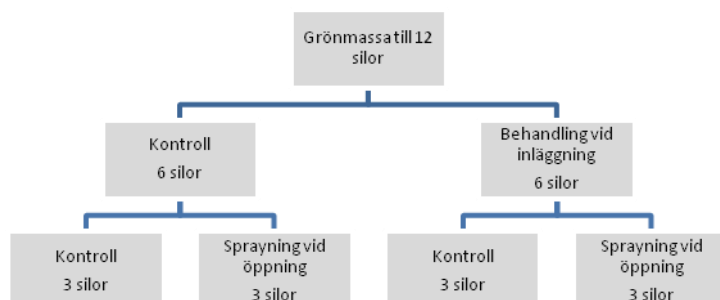 Grönmassa till 12
silor
Kontroll
6 silor
Behandling vid
inläggning
6 silor
Kontroll
3 silor
Sprayning vid
öppning
3 silor
Kontroll
3 silor
Sprayning vid
öppning
3 silor